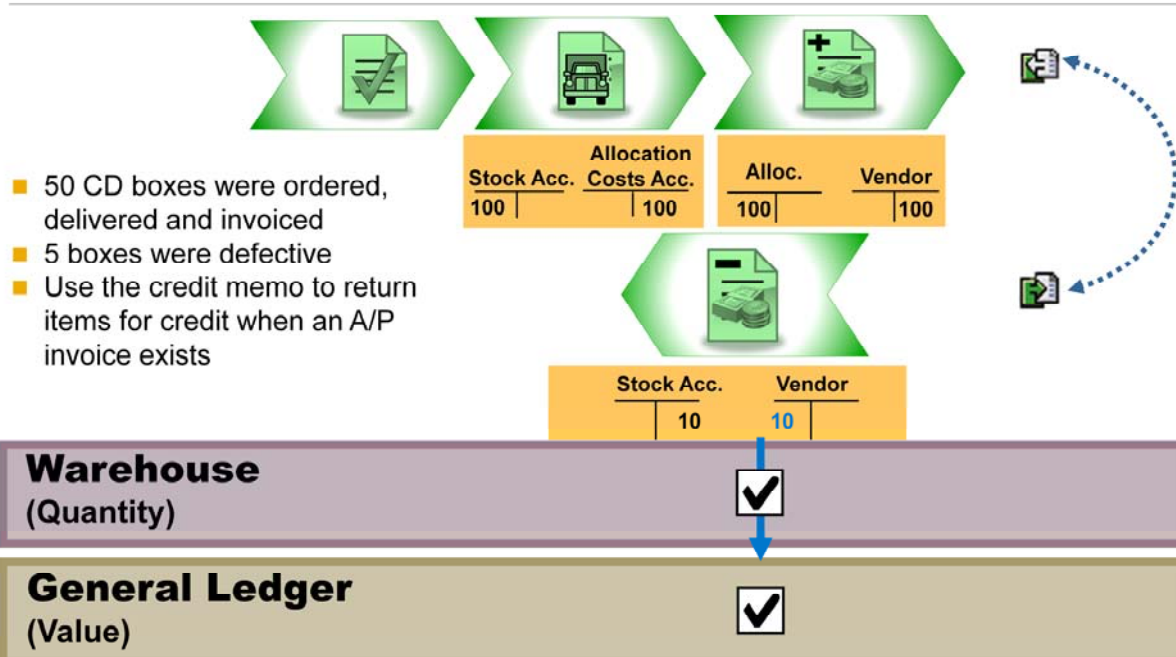 Allocation
Stock Acc. Costs Acc.
100 100
Alloc. Vendor
100 100
50 CD boxes were ordered,
delivered and invoiced
5 boxes were defective
Use the credit memo to return
items for credit when an A/P
invoice exists
Stock Acc. Vendor
10 10
Warehouse
(Quantity)
General Ledger
(Value)